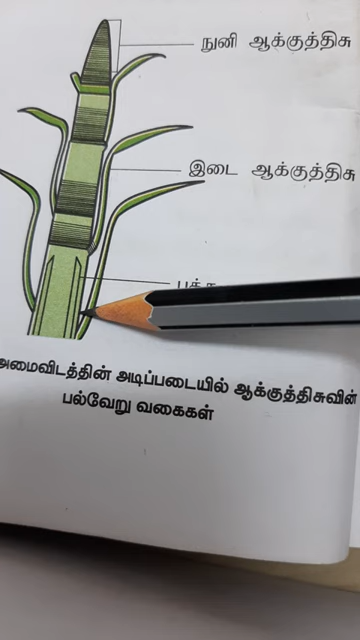 நுனி ஆக்குத்திசு
இடை ஆக்குத்திசு
அமைவிடத்தின் அடிப்படையில் ஆக்குத்திசுவின்
பல்வேறு வகைகள்